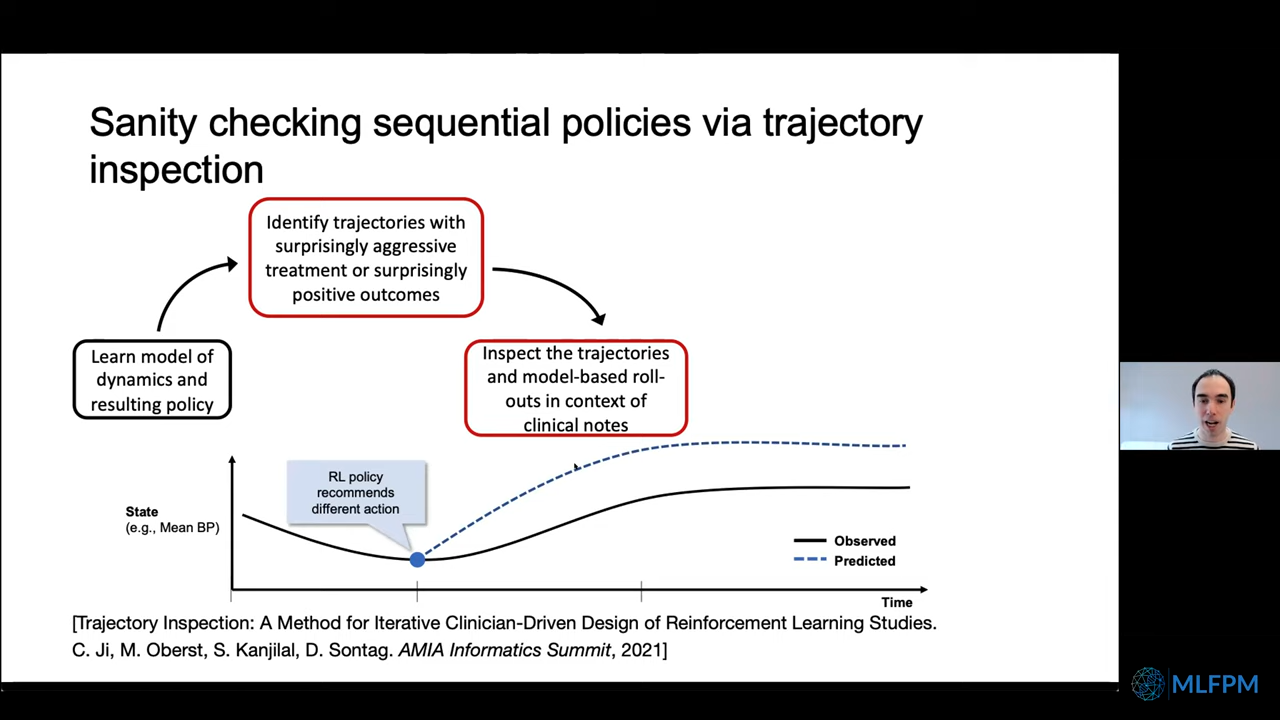 Sanity checking sequential policies via trajectory
inspection
Identify trajectories with
surprisingly aggressive
treatment or surprisingly
positive outcomes
Learn model of
dynamics and
resulting policy
Inspect the trajectories
and model-based roll-
outs in context of
clinical notes
RL policy
recommends
different action
State
(e.g., Mean BP)
Observed
Predicted
Time
[Trajectory Inspection: A Method for Iterative Clinician-Driven Design of Reinforcement Learning Studies.
C. Ji, M. Oberst, S. Kanjilal, D. Sontag. AMIA Informatics Summit, 2021]
MLFPM